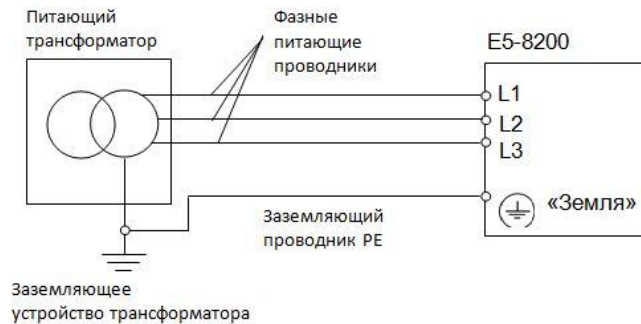 Питающий
трансформатор
Фазные
питающие
проводники
E5-8200
L1
L2
L3
«Земля»
Заземляющий
проводник PE
Заземляющее
устройство трансформатора